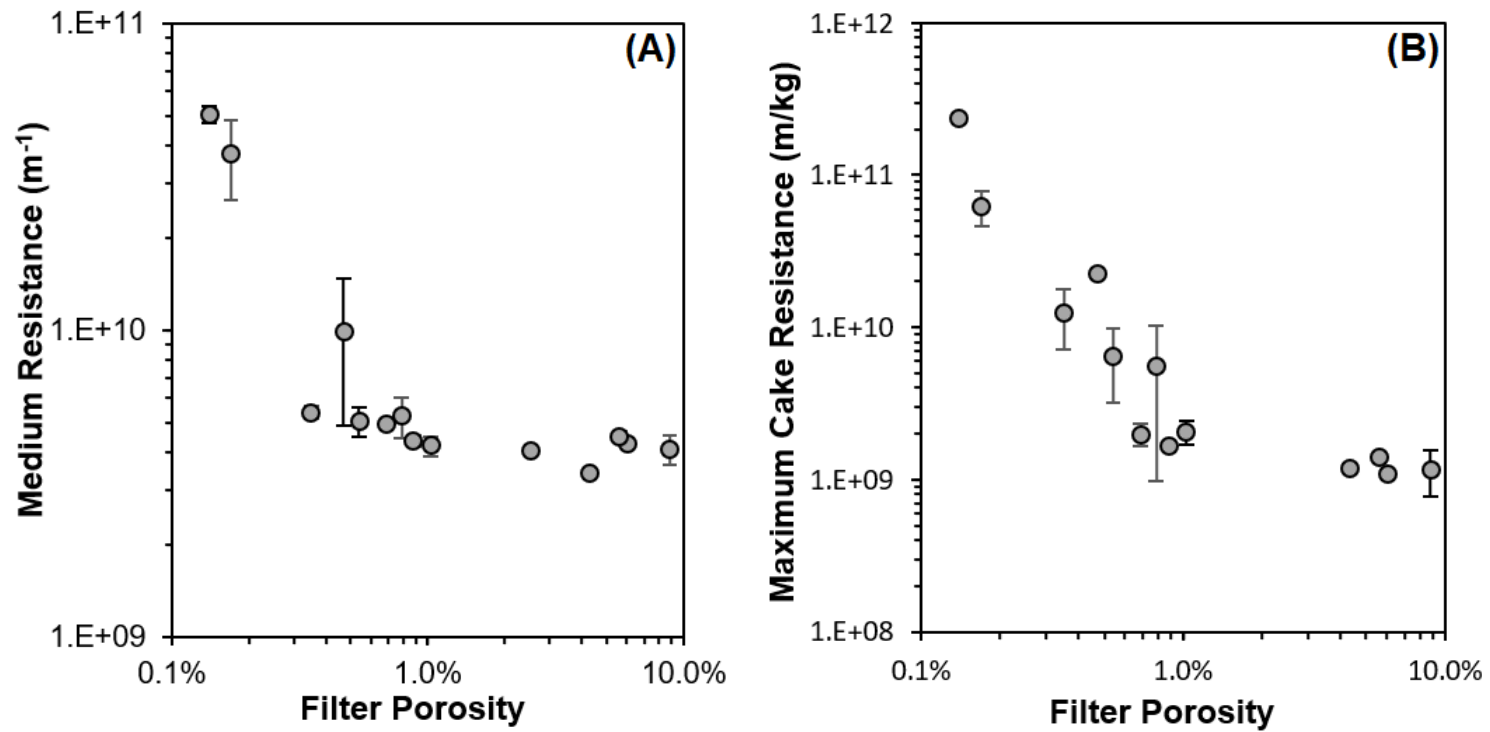 (A)
Medium Resistance (m⁻¹)
1.E+11
1.E+10
1.E+09
0.1%
1.0%
10.0%
Filter Porosity
(B)
Maximum Cake Resistance (m/kg)
1.E+12
1.E+11
1.E+10
1.E+09
1.E+08
0.1%
1.0%
10.0%
Filter Porosity